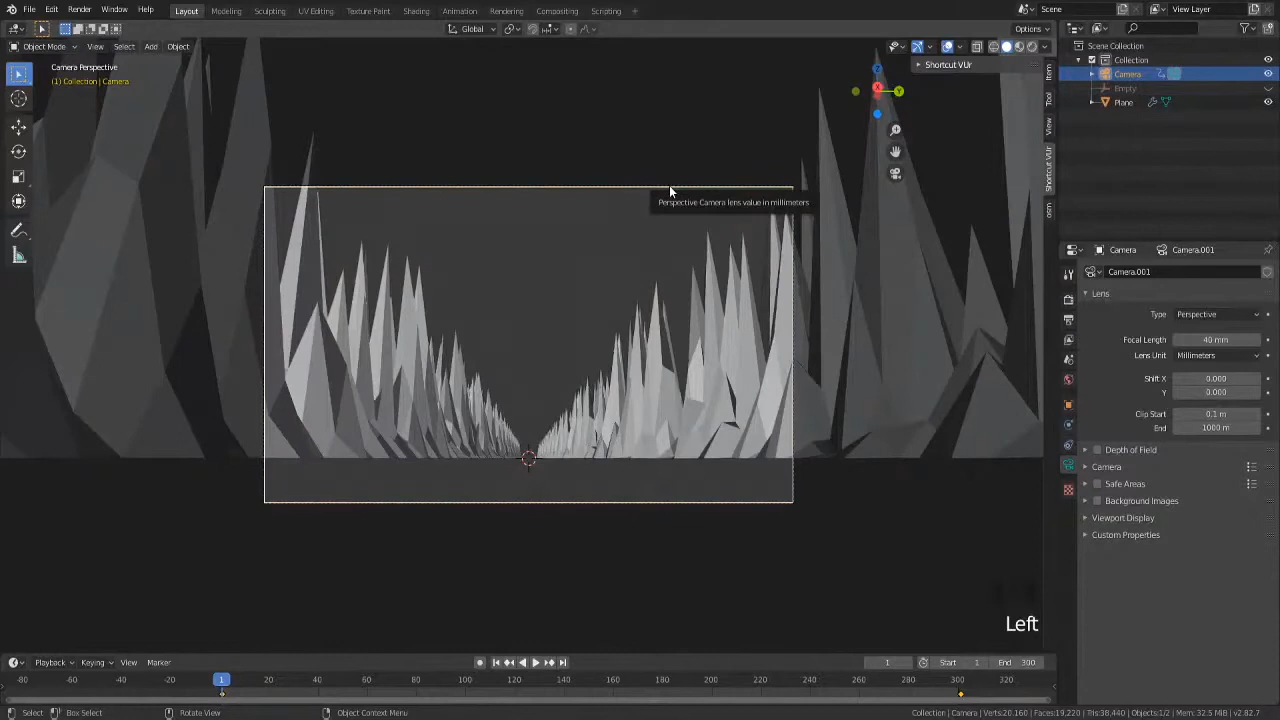 File Edit Render Window Help Layout Modeling Sculpting UV Editing Texture Paint Shading Animation Rendering Compositing Scripting + Scene View Layer
Global Options
Object Mode View Select Add Object
Camera Perspective
(1) Collection | Camera
Shortcut VUr
X
Y
Z
Item
Tool
View
Shortcut VUr
Scene Collection
Collection
Camera
Empty
Plane
Perspective Camera lens value in millimeters
Camera Camera.001
Camera.001
Lens
Type Perspective
Focal Length 40 mm
Lens Unit Millimeters
Shift X 0.000
Y 0.000
Clip Start 0.1 m
End 1000 m
Depth of Field
Camera
Safe Areas
Background Images
Viewport Display
Custom Properties
Left
Playback Keying View Marker 1 Start 1 End 300
-80 -60 -40 -20 1 20 40 60 80 100 120 140 160 180 200 220 240 260 280 300 320
Select Box Select Rotate View Object Context Menu Collection | Camera | Verts:20,160 | Faces:19,220 | Tris:38,440 | Objects:1/2 | Mem: 32.5 MiB | v2.82.7